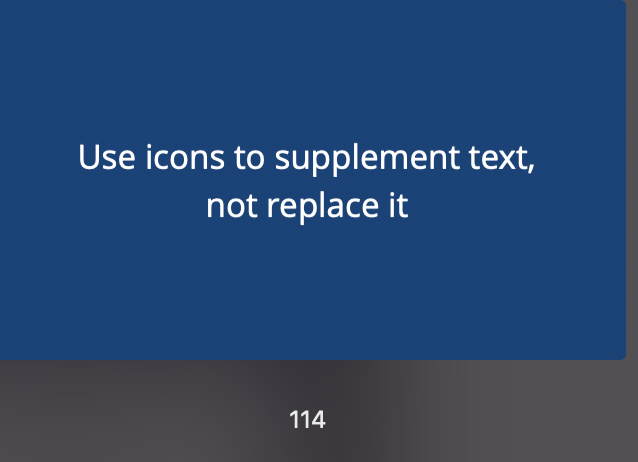 Use icons to supplement text,
not replace it
114